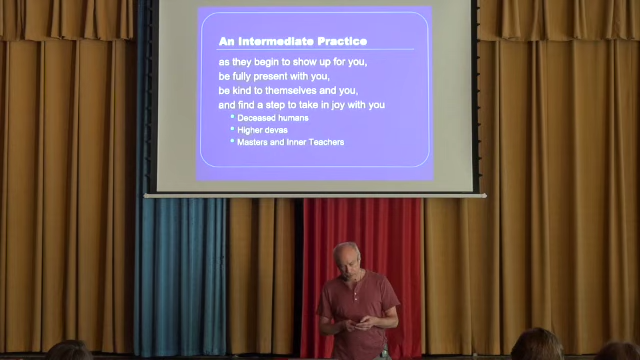 An Intermediate Practice
as they begin to show up for you,
be fully present with you,
be kind to themselves and you,
and find a step to take in joy with you
• Deceased humans
• Higher devas
• Masters and Inner Teachers